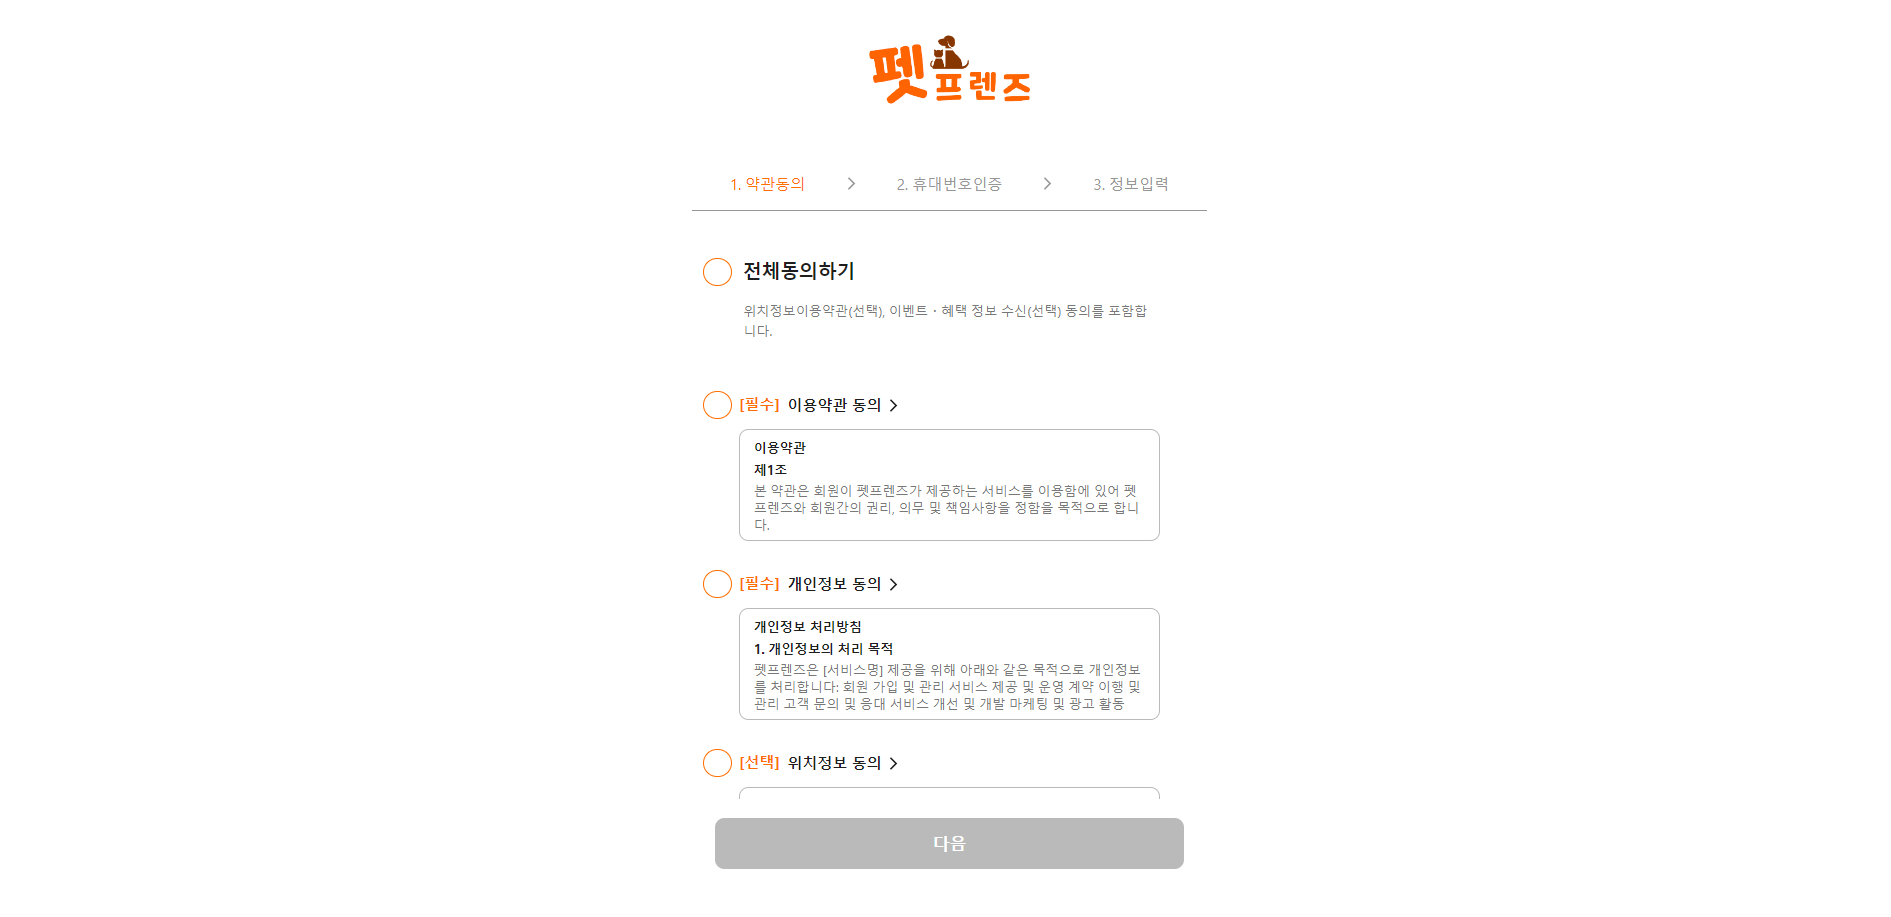 펫프렌즈
1. 약관동의 > 2. 휴대번호인증 > 3. 정보입력
전체동의하기
위치정보이용약관(선택), 이벤트・혜택 정보 수신(선택) 동의를 포함합
니다.
[필수] 이용약관 동의 >
이용약관
제1조
본 약관은 회원이 펫프렌즈가 제공하는 서비스를 이용함에 있어 펫
프렌즈와 회원간의 권리, 의무 및 책임사항을 정함을 목적으로 합니
다.
[필수] 개인정보 동의 >
개인정보 처리방침
1. 개인정보의 처리 목적
펫프렌즈은 [서비스명] 제공을 위해 아래와 같은 목적으로 개인정보
를 처리합니다: 회원 가입 및 관리 서비스 제공 및 운영 계약 이행 및
관리 고객 문의 및 응대 서비스 개선 및 개발 마케팅 및 광고 활동
[선택] 위치정보 동의 >
다음